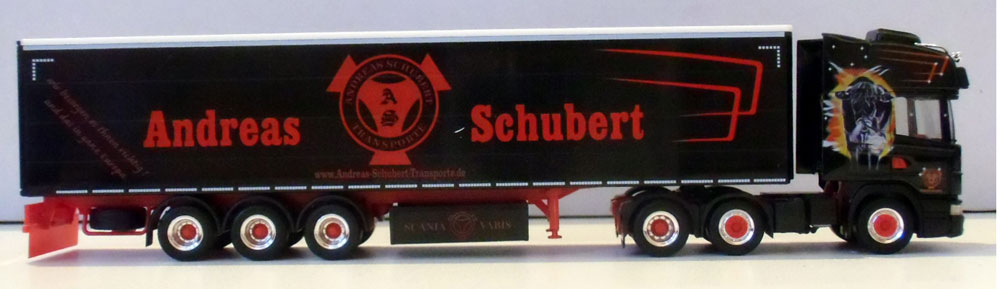 Andreas
Schubert
ANDREAS SCHUBERT
A
S
TRANSPORTE
www.Andreas-Schubert-Transporte.de
SCANIA VABIS